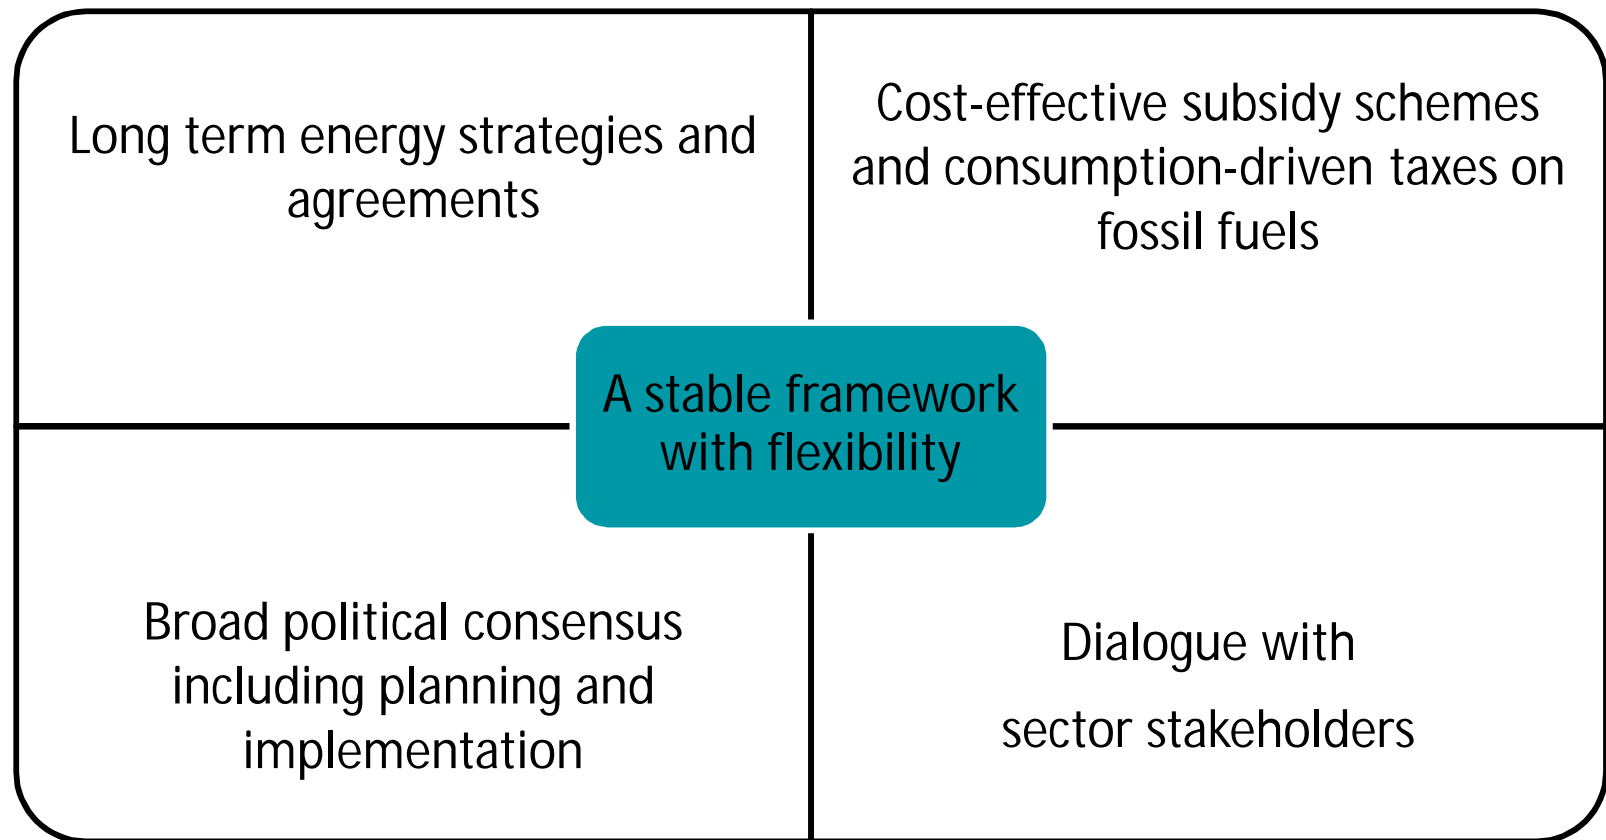 Long term energy strategies and
agreements
Cost-effective subsidy schemes
and consumption-driven taxes on
fossil fuels
A stable framework
with flexibility
Broad political consensus
including planning and
implementation
Dialogue with
sector stakeholders